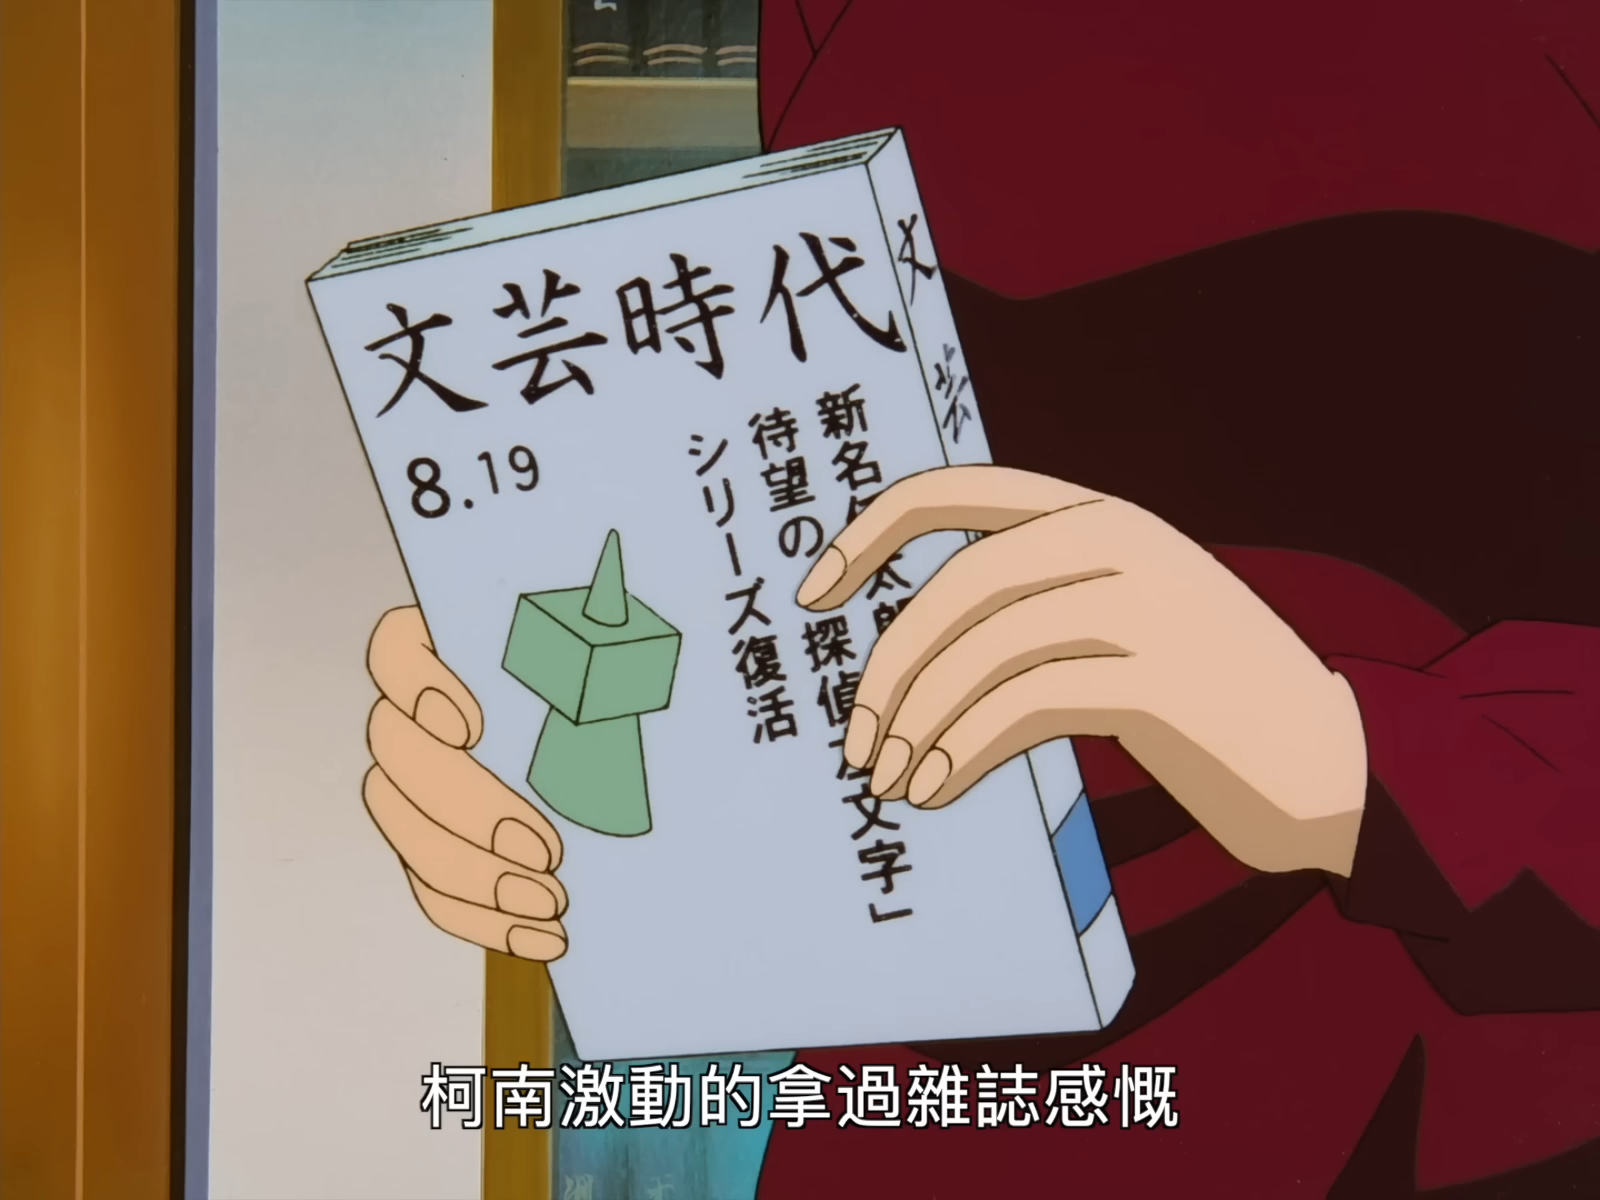 文芸時代
8.19
新名
探偵左文字」
待望の
シリーズ復活
文芸
柯南激動的拿過雜誌感慨